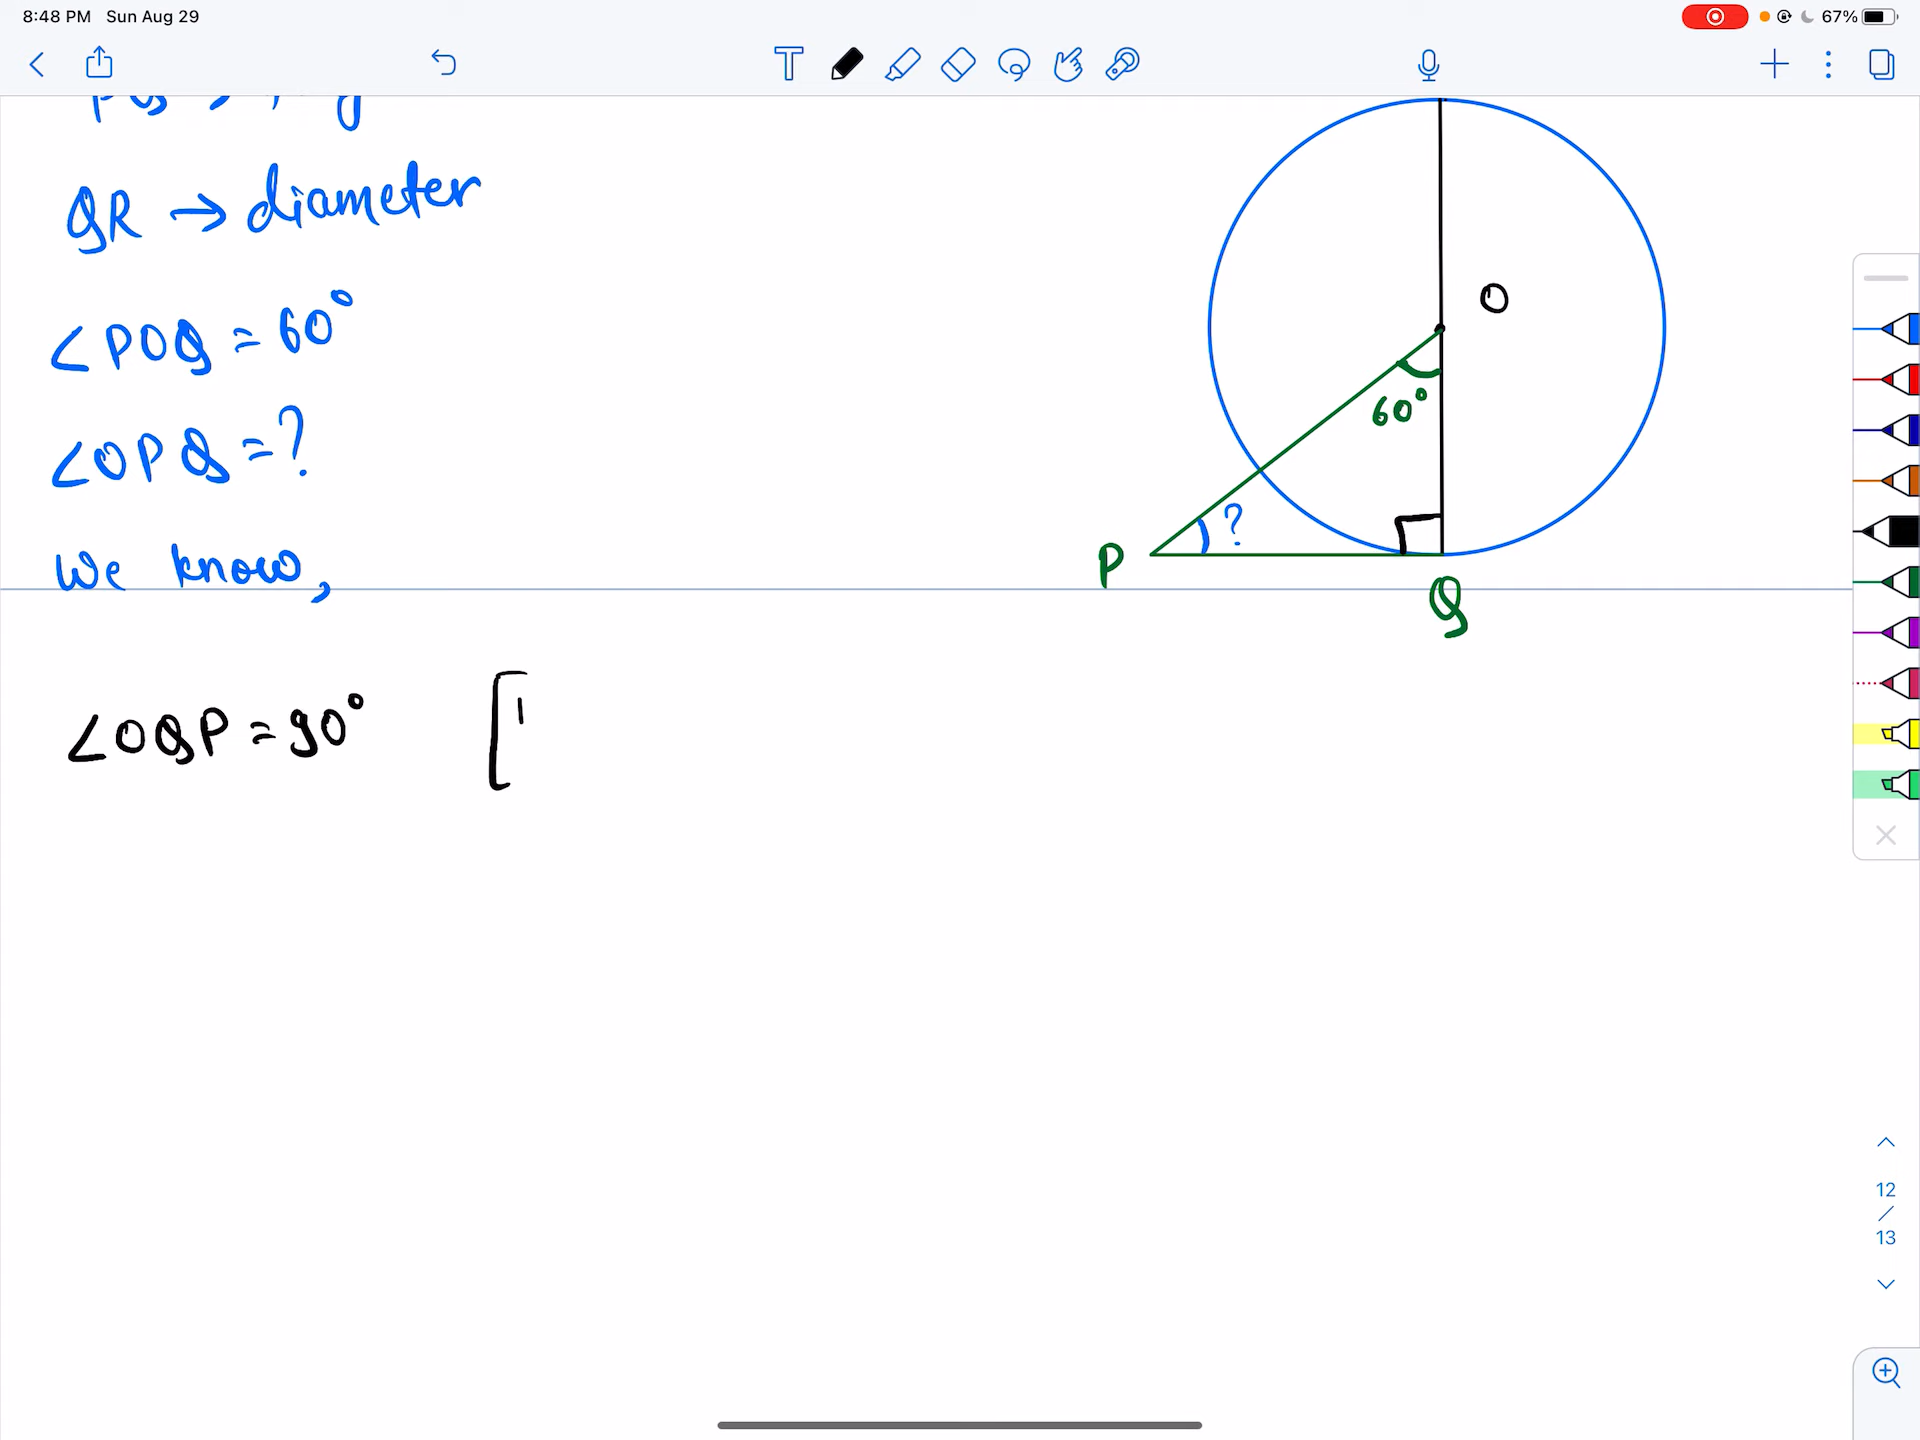 8:48 PM Sun Aug 29
67%
T
QR → diameter
∠POQ = 60°
∠OPQ = ?
We know,
O
60°
?
P
Q
∠OQP = 90° [
12
/
13